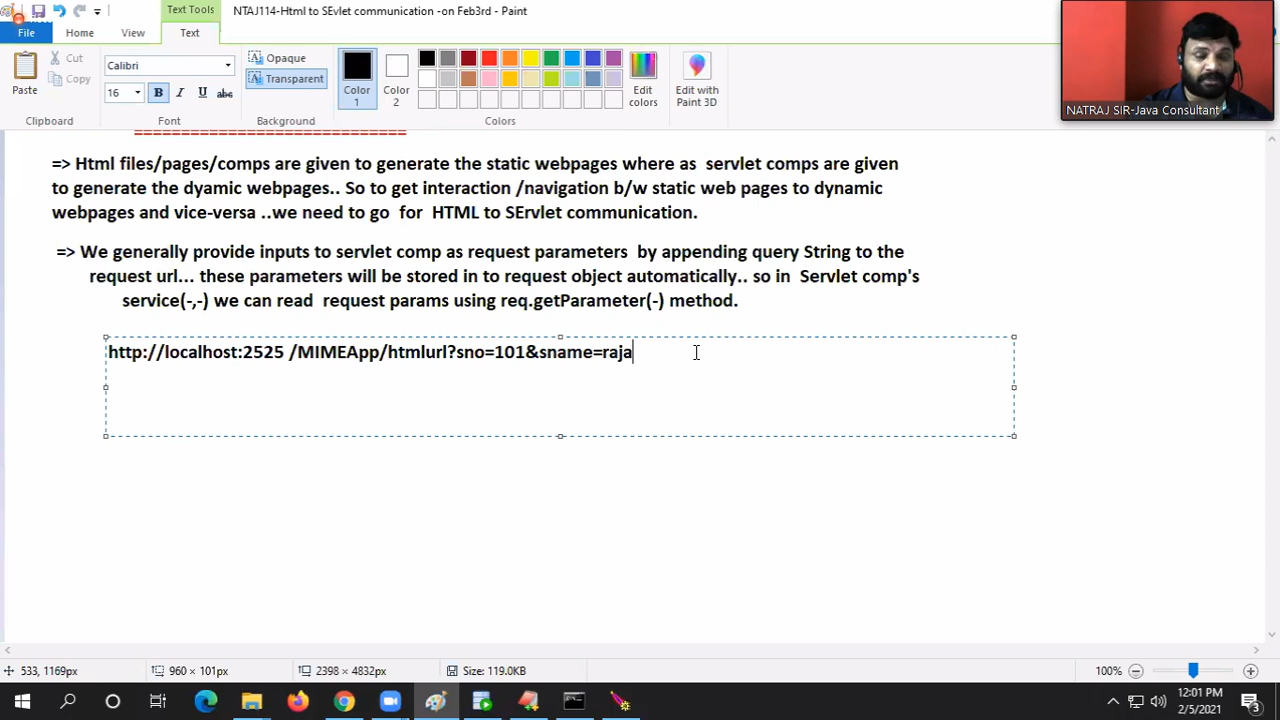 Text Tools
NTAJ114-Html to SEvlet communication -on Feb3rd - Paint
File
Home
View
Text
Paste
Cut
Copy
Calibri
16
B
I
U
abc
Opaque
Transparent
Color 1
Color 2
Edit colors
Edit with Paint 3D
Clipboard
Font
Background
Colors
NATRAJ SIR-Java Consultant
==============================
=> Html files/pages/comps are given to generate the static webpages where as servlet comps are given
to generate the dyamic webpages.. So to get interaction /navigation b/w static web pages to dynamic
webpages and vice-versa ..we need to go for HTML to SErvlet communication.
=> We generally provide inputs to servlet comp as request parameters by appending query String to the
request url... these parameters will be stored in to request object automatically.. so in Servlet comp's
service(-,-) we can read request params using req.getParameter(-) method.
http://localhost:2525 /MIMEApp/htmlurl?sno=101&sname=raja
533, 1169px
960 × 101px
2398 × 4832px
Size: 119.0KB
100%
12:01 PM
2/5/2021
3